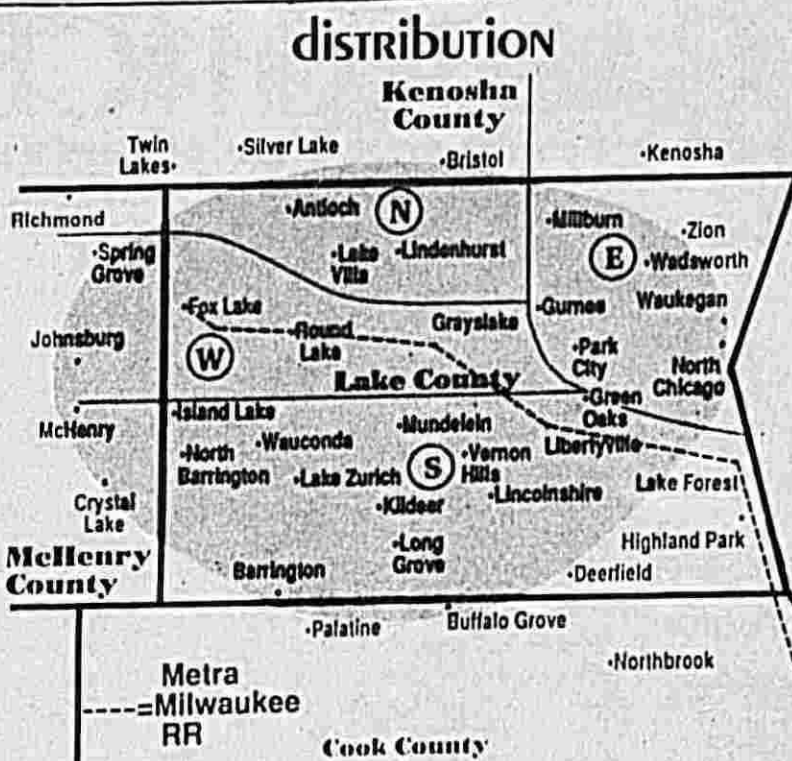 distribution
Kenosha
County
Twin
Lakes
Silver Lake
Bristol
Kenosha
Richmond
Antioch
N
Millburn
Zion
Spring
Grove
Lake
Villa
Lindenhurst
E
Wadsworth
Fox Lake
Gurnee
Waukegan
Johnsburg
W
Round
Lake
Grayslake
Park
City
North
Chicago
Lake County
McHenry
Island Lake
Green
Oaks
Mundelein
North
Barrington
Wauconda
Vernon
Hills
Libertyville
Lake Zurich
S
Lincolnshire
Lake Forest
Crystal
Lake
Kildeer
McHenry
County
Long
Grove
Highland Park
Barrington
Deerfield
Palatine
Buffalo Grove
Northbrook
Metra
----=Milwaukee
RR
Cook County